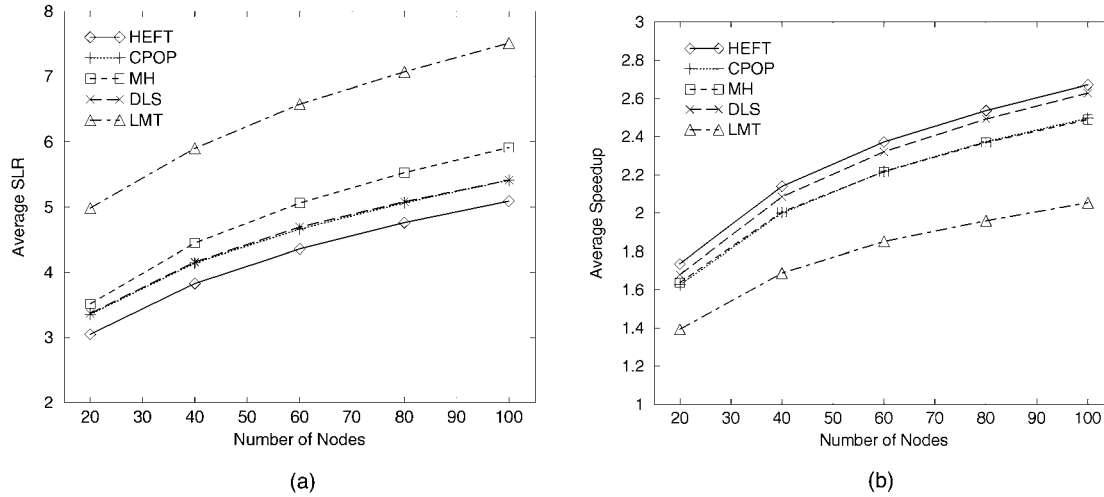 8
7
6
5
4
3
2
Average SLR
HEFT
CPOP
MH
DLS
LMT
20 30 40 50 60 70 80 90 100
Number of Nodes
(a)
3
2.8
2.6
2.4
2.2
2
1.8
1.6
1.4
1.2
1
Average Speedup
HEFT
CPOP
MH
DLS
LMT
20 30 40 50 60 70 80 90 100
Number of Nodes
(b)